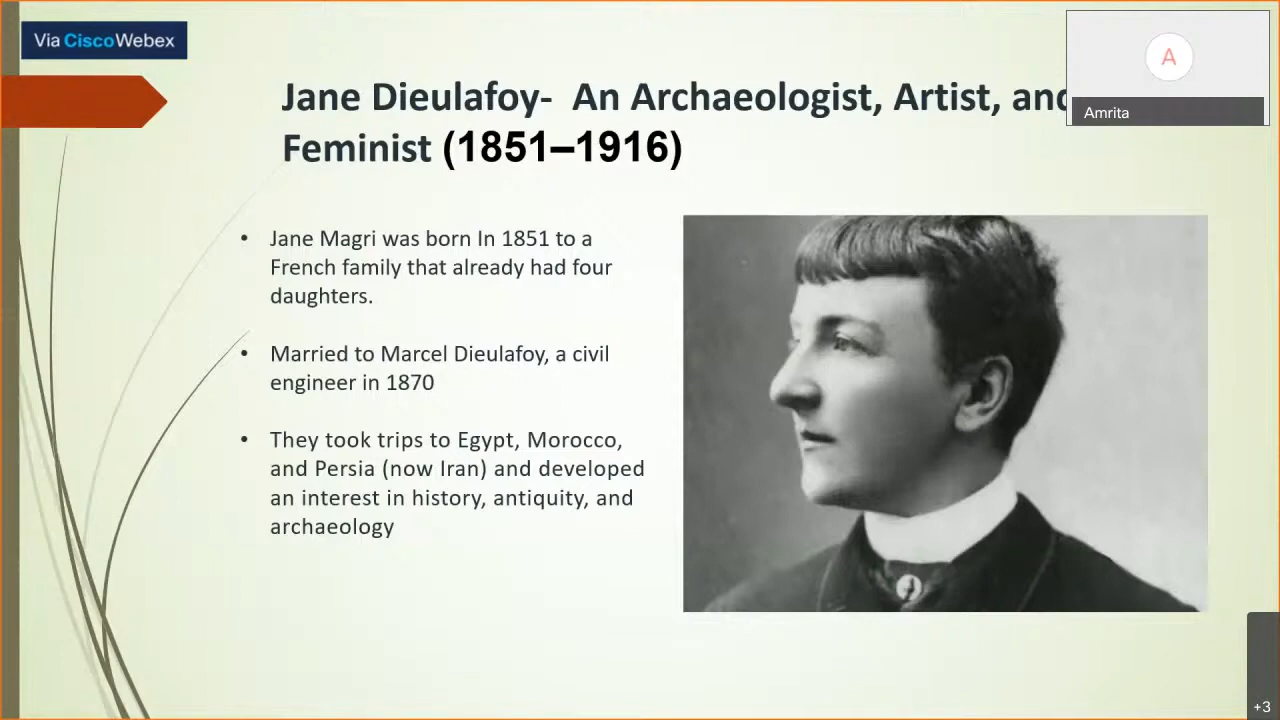 Via CiscoWebex
A
Amrita
Jane Dieulafoy-  An Archaeologist, Artist, and
Feminist (1851–1916)
• Jane Magri was born In 1851 to a
French family that already had four
daughters.
• Married to Marcel Dieulafoy, a civil
engineer in 1870
• They took trips to Egypt, Morocco,
and Persia (now Iran) and developed
an interest in history, antiquity, and
archaeology
+3